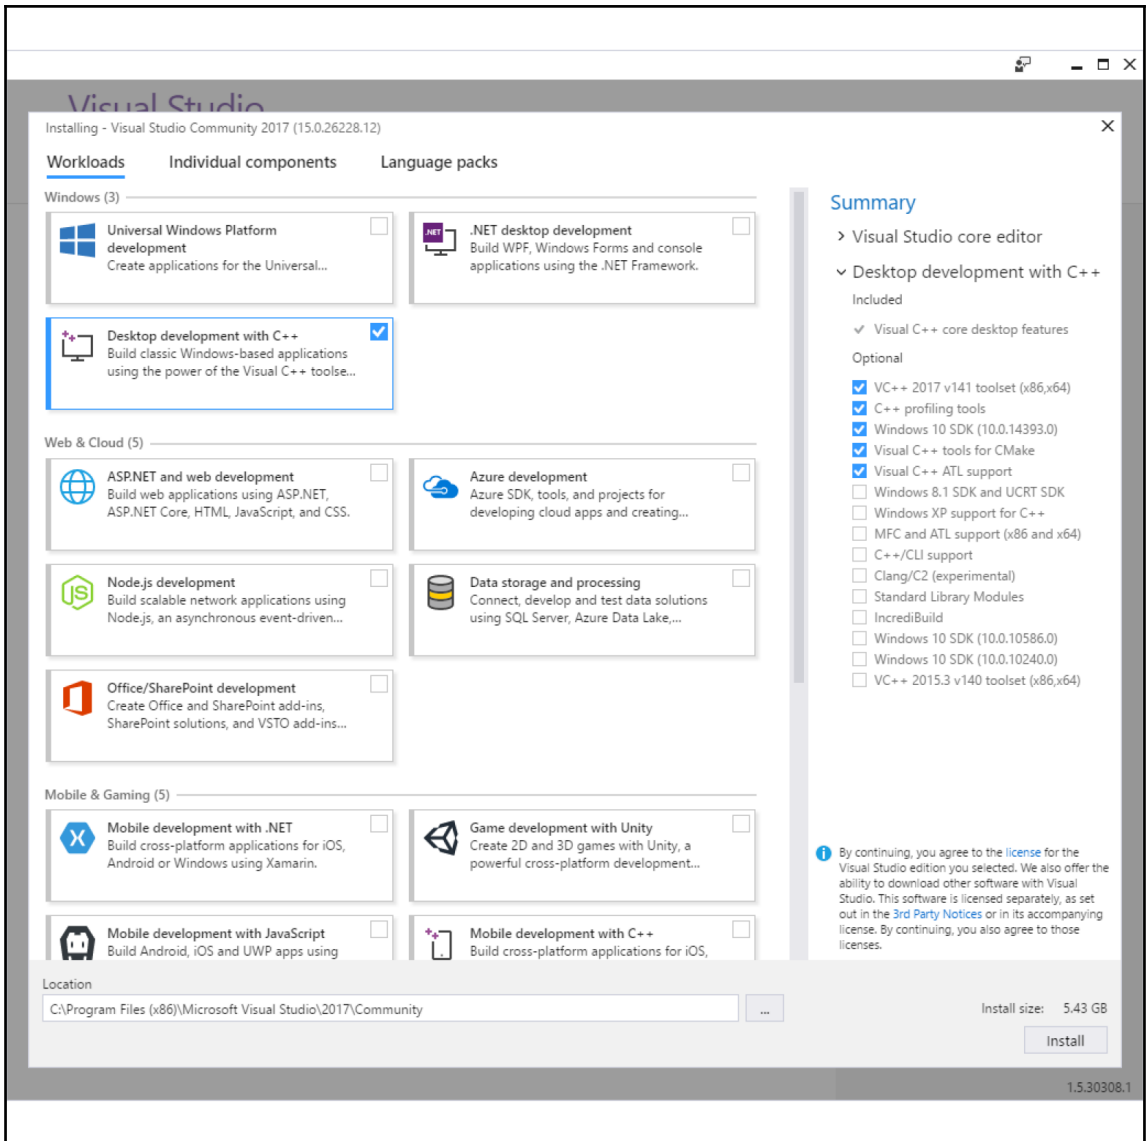 Visual Studio
Installing - Visual Studio Community 2017 (15.0.26228.12)
Workloads
Individual components
Language packs
Windows (3)
Universal Windows Platform
development
Create applications for the Universal...
.NET
.NET desktop development
Build WPF, Windows Forms and console
applications using the .NET Framework.
Desktop development with C++
Build classic Windows-based applications
using the power of the Visual C++ toolse...
Web & Cloud (5)
ASP.NET and web development
Build web applications using ASP.NET,
ASP.NET Core, HTML, JavaScript, and CSS.
Azure development
Azure SDK, tools, and projects for
developing cloud apps and creating...
JS
Node.js development
Build scalable network applications using
Node.js, an asynchronous event-driven...
Data storage and processing
Connect, develop and test data solutions
using SQL Server, Azure Data Lake,...
Office/SharePoint development
Create Office and SharePoint add-ins,
SharePoint solutions, and VSTO add-ins...
Mobile & Gaming (5)
Mobile development with .NET
Build cross-platform applications for iOS,
Android or Windows using Xamarin.
Game development with Unity
Create 2D and 3D games with Unity, a
powerful cross-platform development...
Mobile development with JavaScript
Build Android, iOS and UWP apps using
Mobile development with C++
Build cross-platform applications for iOS,
Summary
Visual Studio core editor
Desktop development with C++
Included
Visual C++ core desktop features
Optional
VC++ 2017 v141 toolset (x86,x64)
C++ profiling tools
Windows 10 SDK (10.0.14393.0)
Visual C++ tools for CMake
Visual C++ ATL support
Windows 8.1 SDK and UCRT SDK
Windows XP support for C++
MFC and ATL support (x86 and x64)
C++/CLI support
Clang/C2 (experimental)
Standard Library Modules
IncrediBuild
Windows 10 SDK (10.0.10586.0)
Windows 10 SDK (10.0.10240.0)
VC++ 2015.3 v140 toolset (x86,x64)
By continuing, you agree to the license for the
Visual Studio edition you selected. We also offer the
ability to download other software with Visual
Studio. This software is licensed separately, as set
out in the 3rd Party Notices or in its accompanying
license. By continuing, you also agree to those
licenses.
Location
C:\Program Files (x86)\Microsoft Visual Studio\2017\Community
...
Install size: 5.43 GB
Install
1.5.30308.1